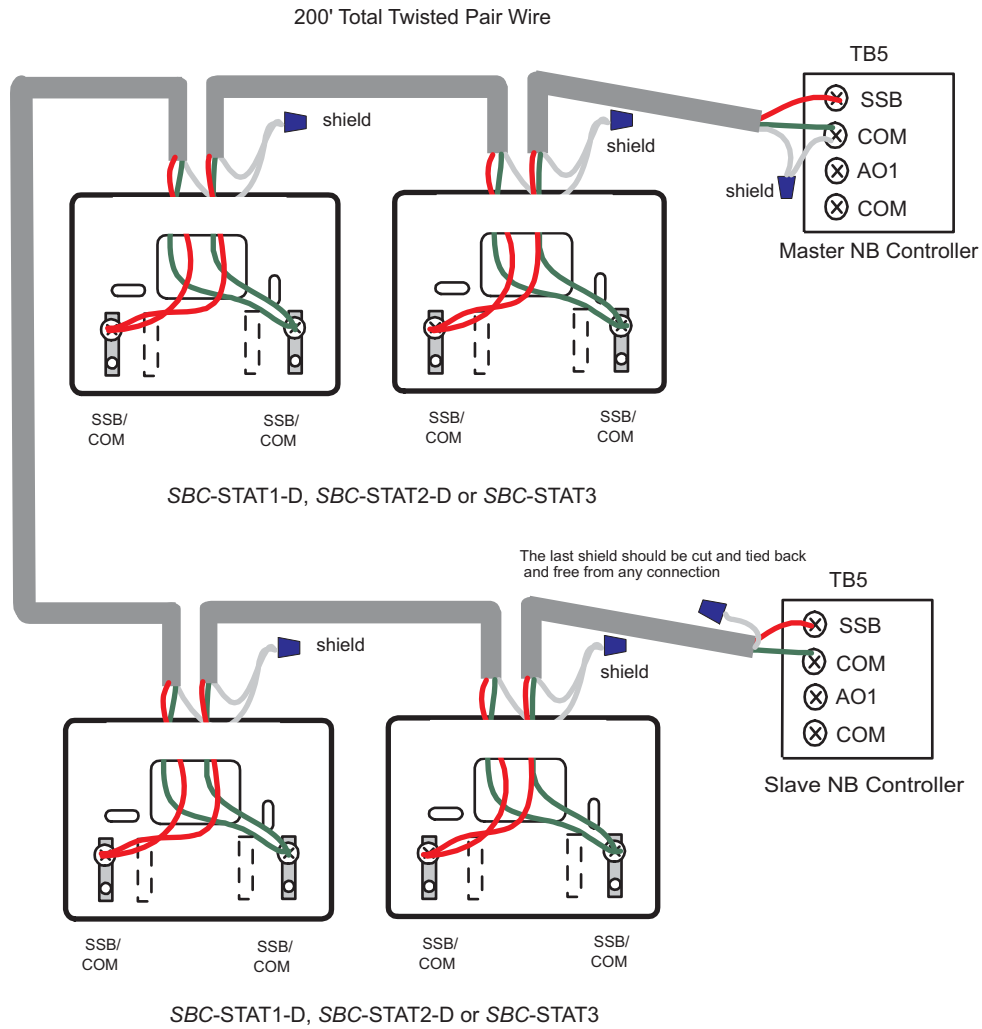 200' Total Twisted Pair Wire
TB5
shield
shield
SSB
COM
shield
AO1
COM
Master NB Controller
SSB/
COM
SSB/
COM
SSB/
COM
SSB/
COM
SBC-STAT1-D, SBC-STAT2-D or SBC-STAT3
The last shield should be cut and tied back
and free from any connection
TB5
shield
shield
SSB
COM
AO1
COM
Slave NB Controller
SSB/
COM
SSB/
COM
SSB/
COM
SSB/
COM
SBC-STAT1-D, SBC-STAT2-D or SBC-STAT3